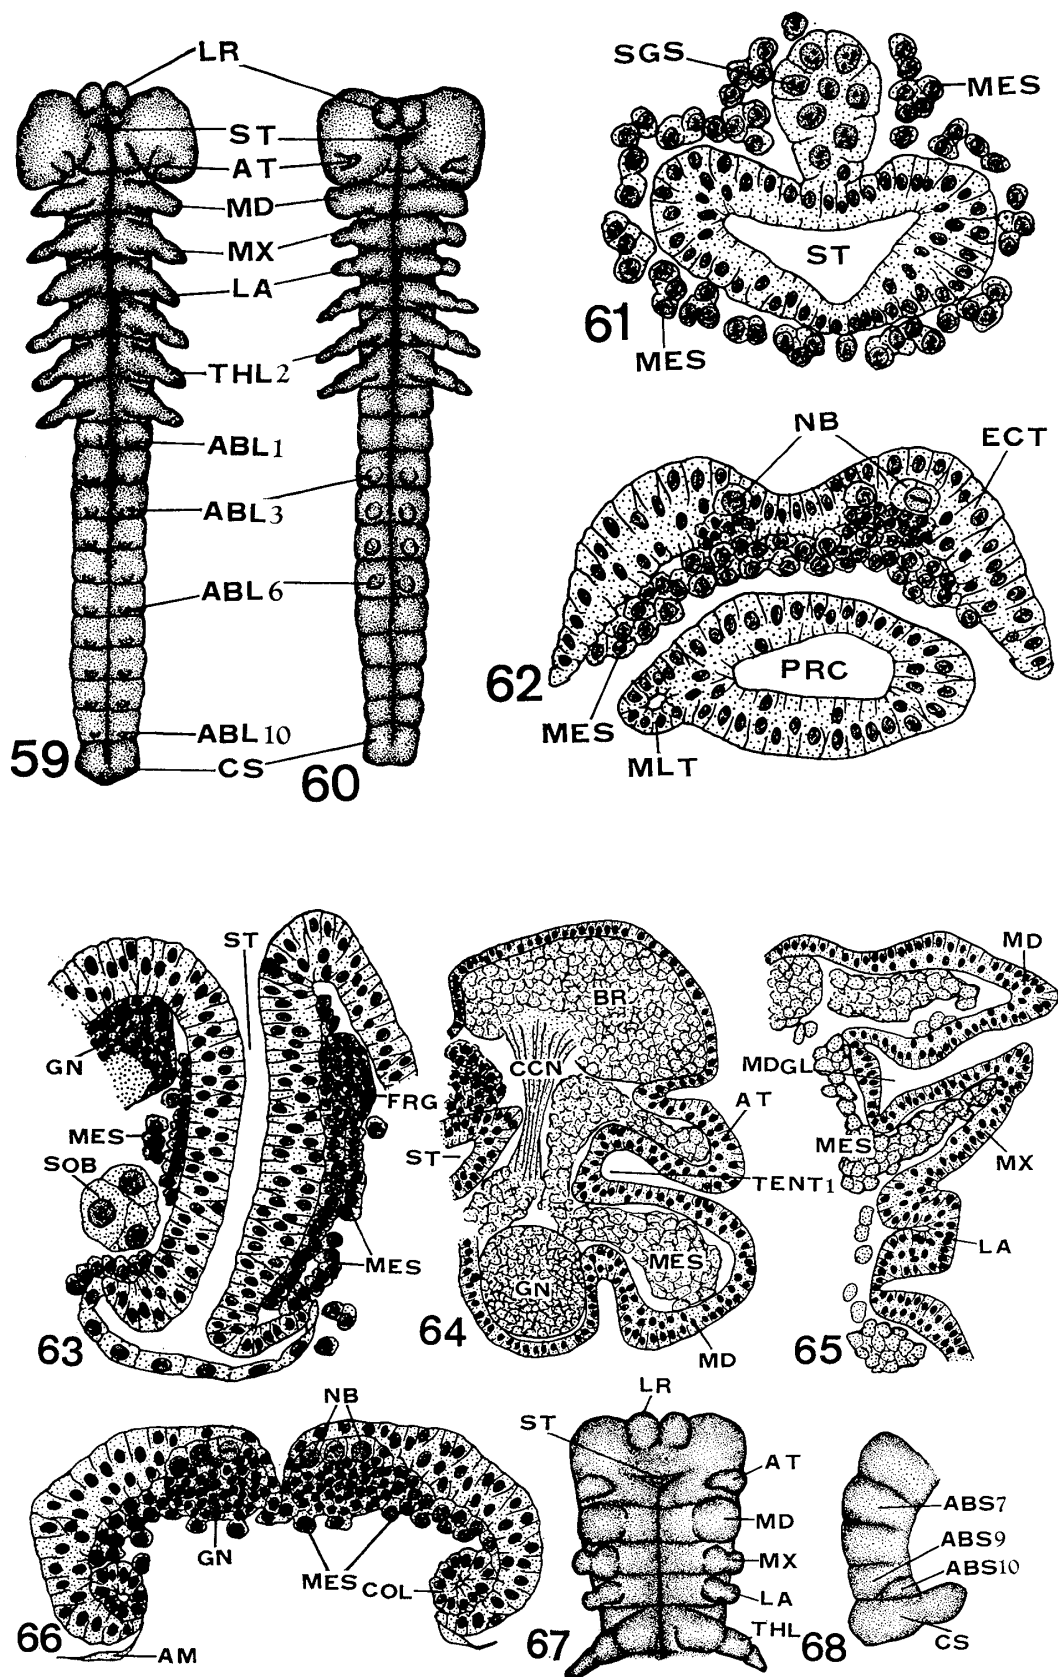 LR
ST
AT
MD
MX
LA
THL2
ABL1
ABL3
ABL6
ABL10
CS
59
60
SGS
MES
ST
61
MES
NB
ECT
PRC
62
MES
MLT
ST
GN
FRG
MES
SOB
MES
63
BR
CCN
AT
ST
TENT1
MES
GN
64
MD
MD
MDGL
MES
MX
LA
65
NB
GN
MES
COL
66
AM
LR
ST
AT
MD
MX
LA
THL
67
ABS7
ABS9
ABS10
68
CS